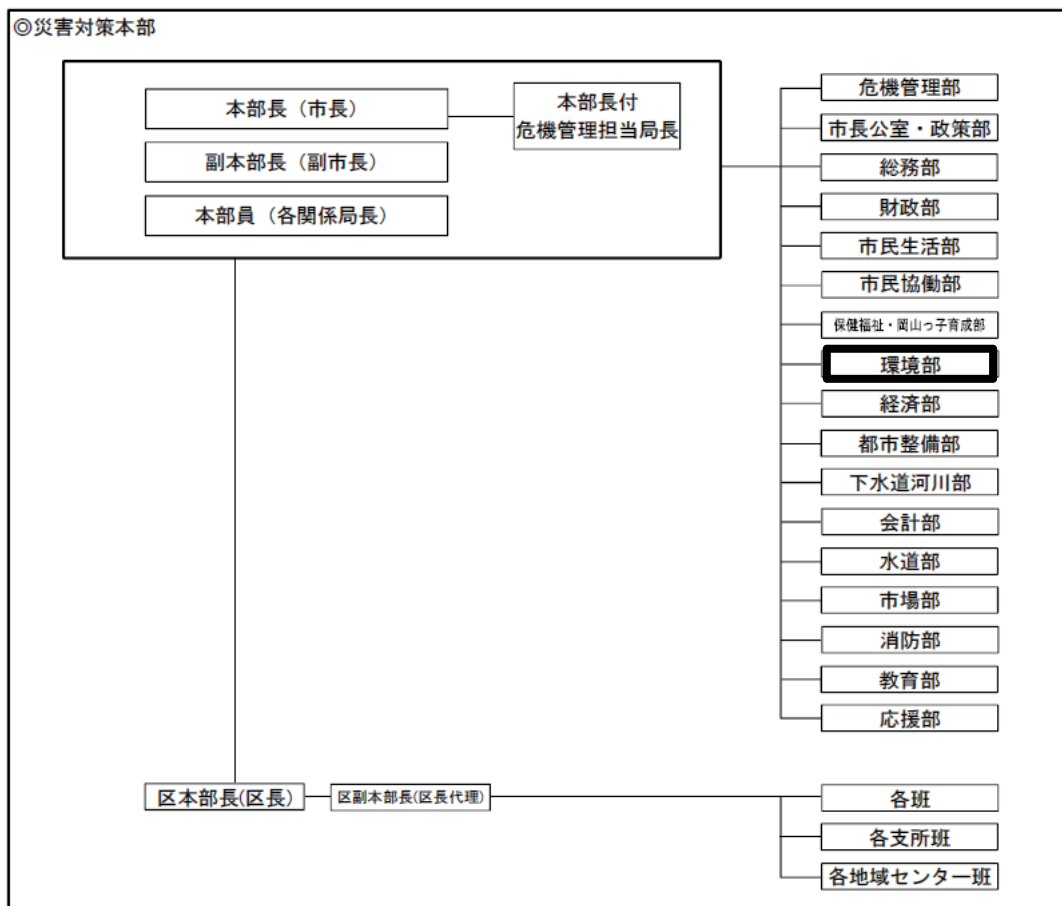 ◎災害対策本部
本部長（市長）
本部長付
危機管理担当局長
副本部長（副市長）
本部員（各関係局長）
危機管理部
市長公室・政策部
総務部
財政部
市民生活部
市民協働部
保健福祉・岡山っ子育成部
環境部
経済部
都市整備部
下水道河川部
会計部
水道部
市場部
消防部
教育部
応援部
区本部長(区長)
区副本部長(区長代理)
各班
各支所班
各地域センター班